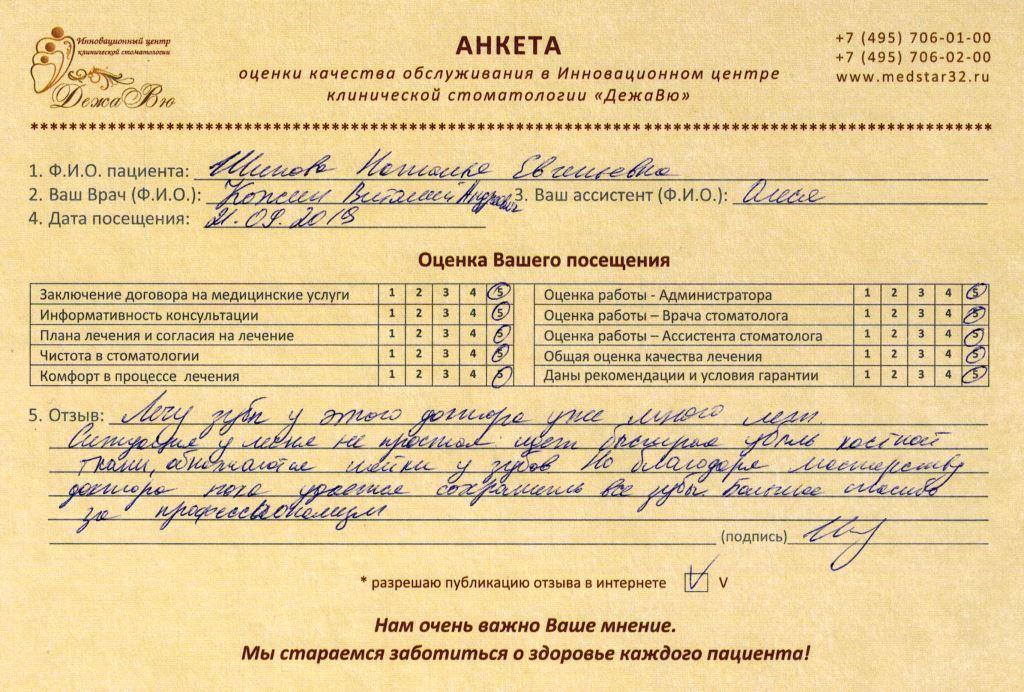 Инновационный центр
клинической стоматологии
ДежаВю
АНКЕТА
оценки качества обслуживания в Инновационном центре
клинической стоматологии «ДежаВю»
+7 (495) 706-01-00
+7 (495) 706-02-00
www.medstar32.ru
1. Ф.И.О. пациента: Шипова Наталья Евгеньевна
2. Ваш Врач (Ф.И.О.): Кожин Виталий Андреевич 3. Ваш ассистент (Ф.И.О.): Олеся
4. Дата посещения: 21.09.2019
Оценка Вашего посещения
Заключение договора на медицинские услуги 1 2 3 4 5
Информативность консультации 1 2 3 4 5
Плана лечения и согласия на лечение 1 2 3 4 5
Чистота в стоматологии 1 2 3 4 5
Комфорт в процессе лечения 1 2 3 4 5
Оценка работы - Администратора 1 2 3 4 5
Оценка работы – Врача стоматолога 1 2 3 4 5
Оценка работы – Ассистента стоматолога 1 2 3 4 5
Общая оценка качества лечения 1 2 3 4 5
Даны рекомендации и условия гарантии 1 2 3 4 5
5. Отзыв: Лечу зубы у этого доктора уже много лет.
Ситуация у меня не простая идет быстрая убыль костной
ткани, обнажаются шейки у зубов. Но благодаря мастерству
доктора пока удается сохранить все зубы. Большое спасибо
за профессионализм
(подпись)
* разрешаю публикацию отзыва в интернете V V
Нам очень важно Ваше мнение.
Мы стараемся заботиться о здоровье каждого пациента!